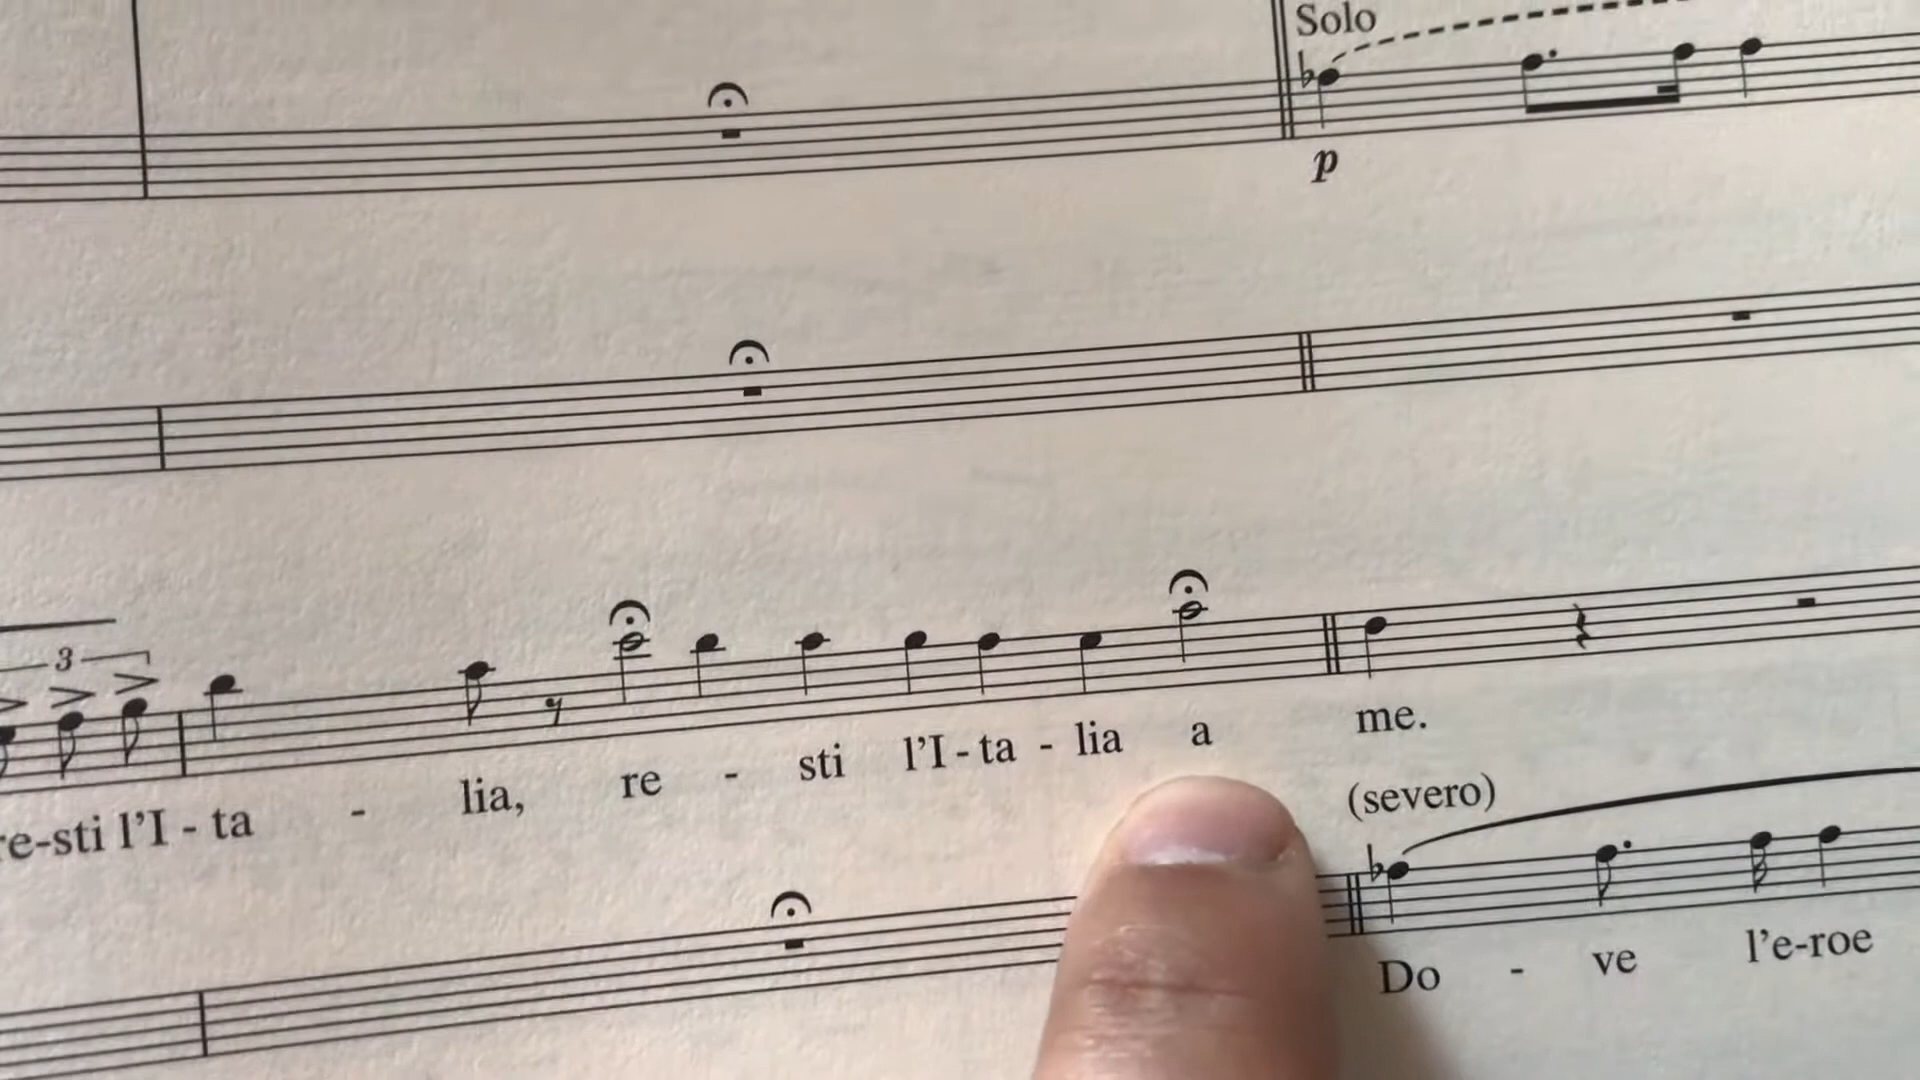 Solo
p
3
re-sti l'I - ta - lia, re - sti l'I - ta - lia a me.
(severo)
Do - ve l'e-roe